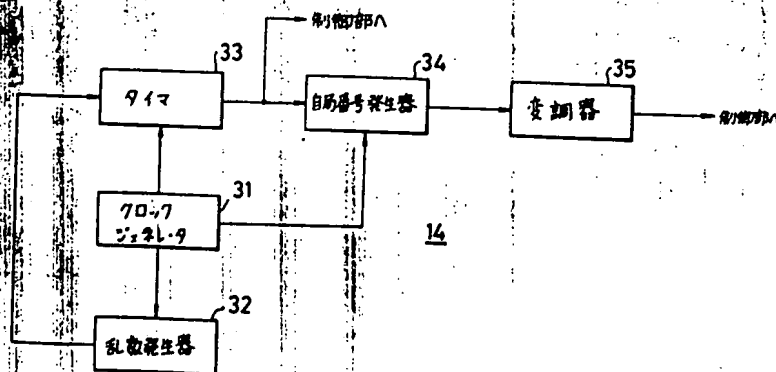 制御部へ
33
タイマ
34
自局番号発生器
35
変調器
制御部へ
31
クロック
ジェネレータ
14
32
乱数発生器